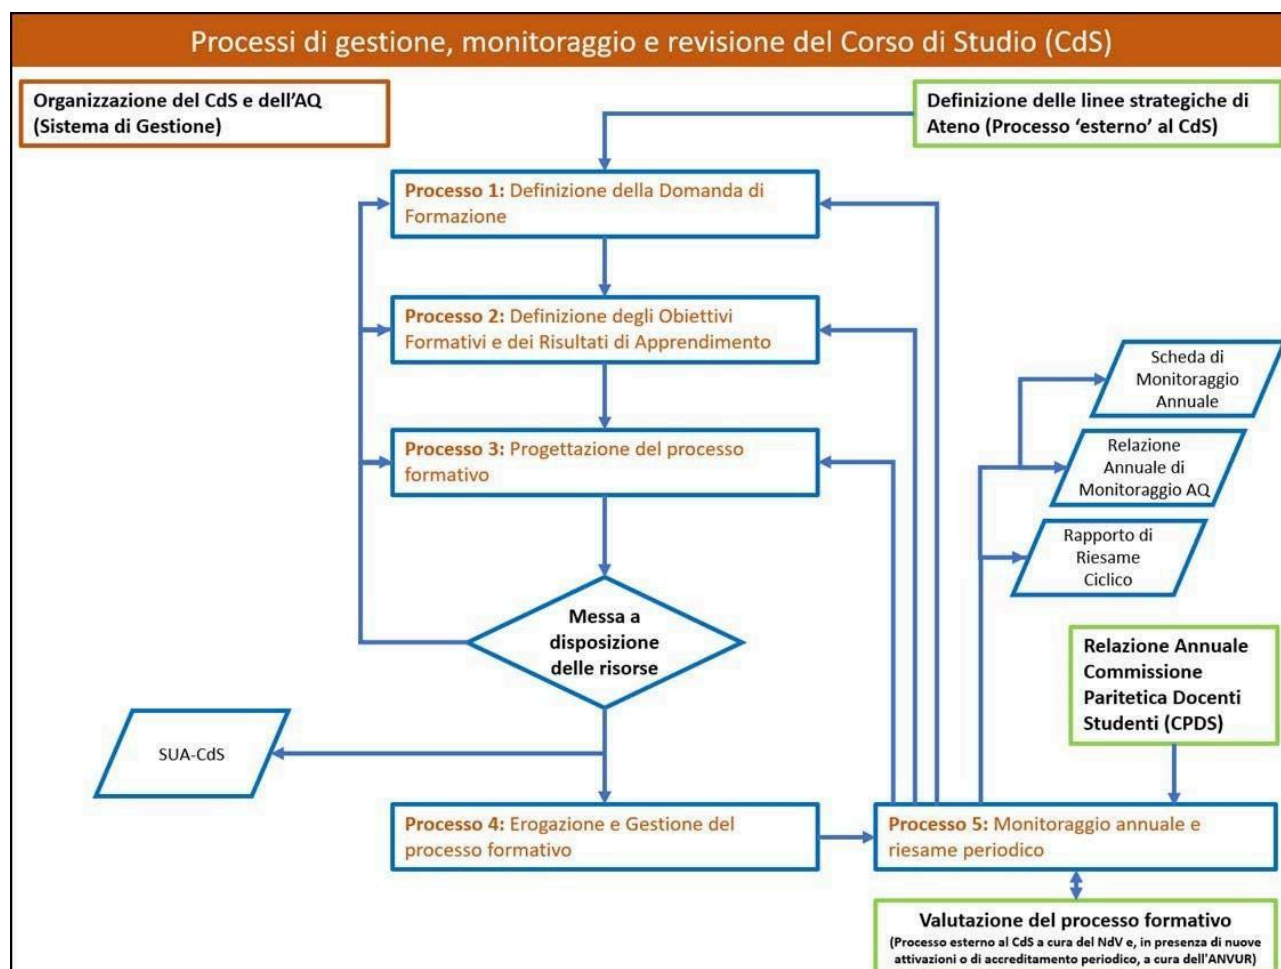 Processi di gestione, monitoraggio e revisione del Corso di Studio (CdS)
Organizzazione del CdS e dell'AQ
(Sistema di Gestione)
Definizione delle linee strategiche di
Ateno (Processo 'esterno' al CdS)
Processo 1: Definizione della Domanda di
Formazione
Processo 2: Definizione degli Obiettivi
Formativi e dei Risultati di Apprendimento
Scheda di
Monitoraggio
Annuale
Processo 3: Progettazione del processo
formativo
Relazione
Annuale di
Monitoraggio AQ
Rapporto di
Riesame
Ciclico
Messa a
disposizione
delle risorse
Relazione Annuale
Commissione
Paritetica Docenti
Studenti (CPDS)
SUA-CdS
Processo 4: Erogazione e Gestione del
processo formativo
Processo 5: Monitoraggio annuale e
riesame periodico
Valutazione del processo formativo
(Processo esterno al CdS a cura del NdV e, in presenza di nuove
attivazioni o di accreditamento periodico, a cura dell'ANVUR)